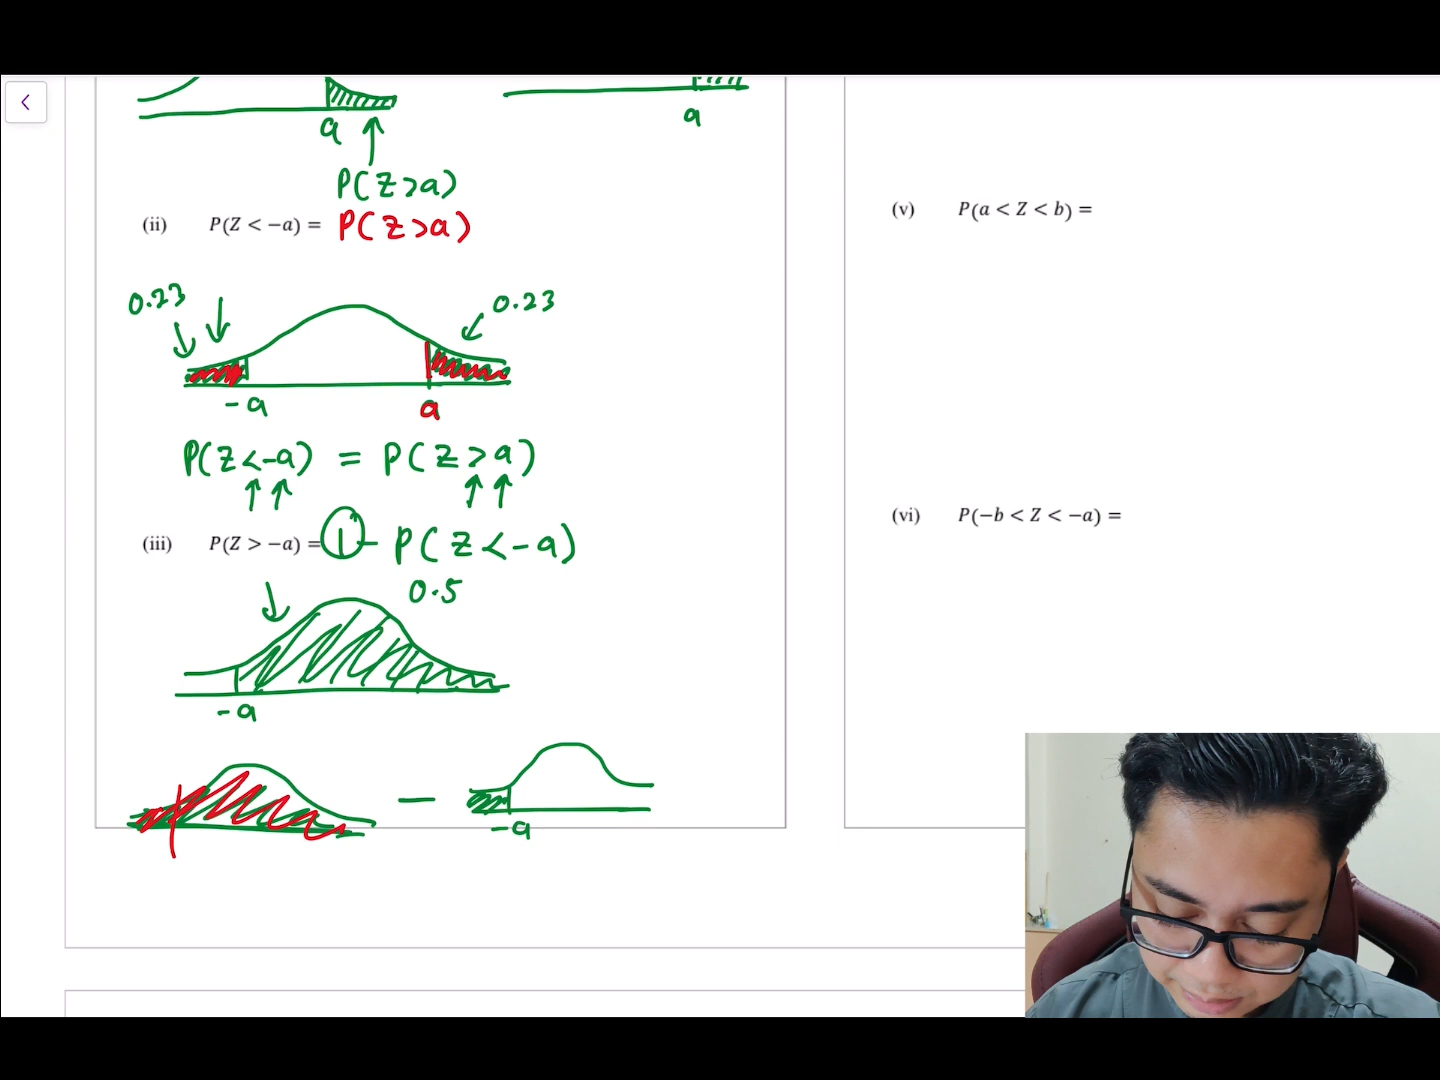 a
a
P(Z>a)
(ii) P(Z < −a) = P(Z>a)
0.23
0.23
-a
a
P(Z<-a) = P(Z>a)
(iii) P(Z > −a) = 1 - P(Z<-a)
0.5
-a
-
-a
(v) P(a < Z < b) =
(vi) P(−b < Z < −a) =